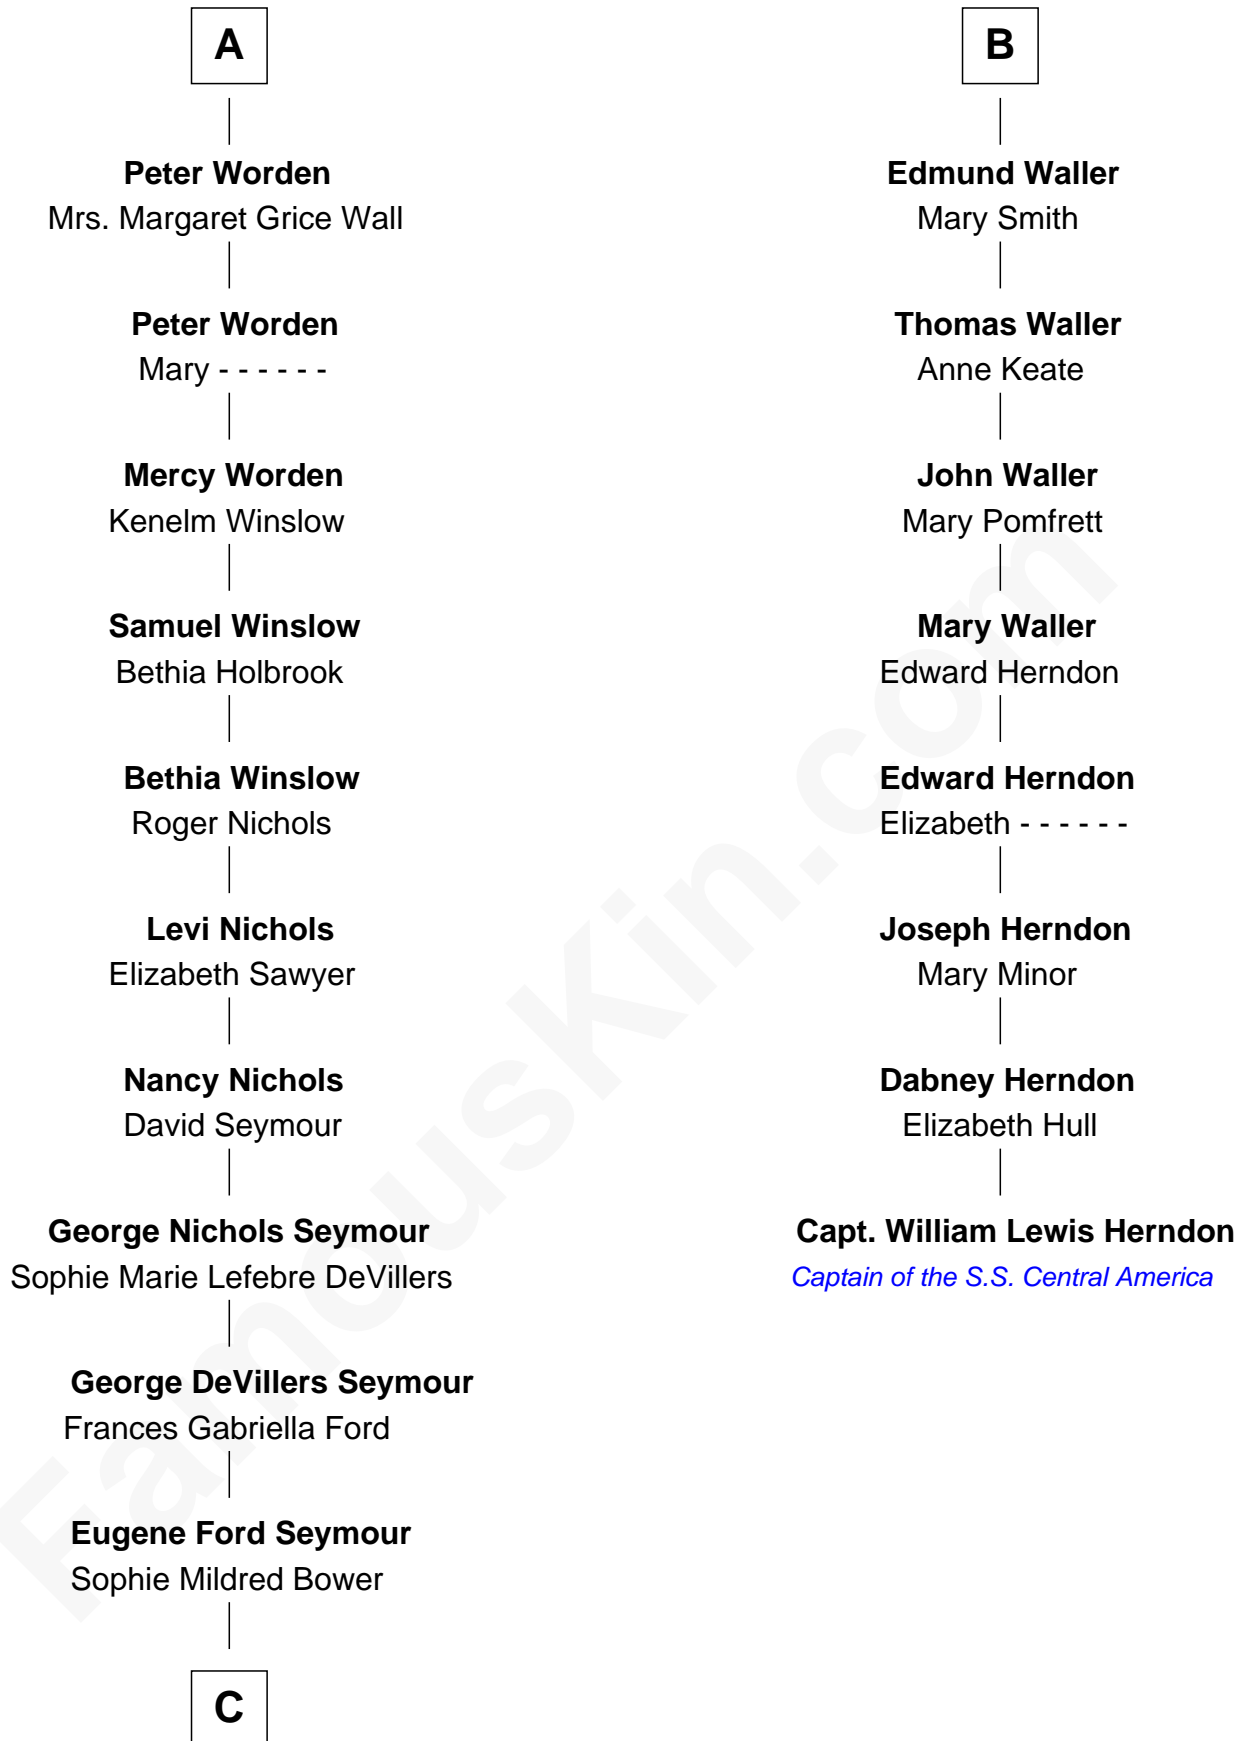 A
Peter Worden
Mrs. Margaret Grice Wall
Peter Worden
Mary - - - - - -
Mercy Worden
Kenelm Winslow
Samuel Winslow
Bethia Holbrook
Bethia Winslow
Roger Nichols
Levi Nichols
Elizabeth Sawyer
Nancy Nichols
David Seymour
George Nichols Seymour
Sophie Marie Lefebre DeVillers
George DeVillers Seymour
Frances Gabriella Ford
Eugene Ford Seymour
Sophie Mildred Bower
C
B
Edmund Waller
Mary Smith
Thomas Waller
Anne Keate
John Waller
Mary Pomfrett
Mary Waller
Edward Herndon
Edward Herndon
Elizabeth - - - - - -
Joseph Herndon
Mary Minor
Dabney Herndon
Elizabeth Hull
Capt. William Lewis Herndon
Captain of the S.S. Central America
FamousKin.com